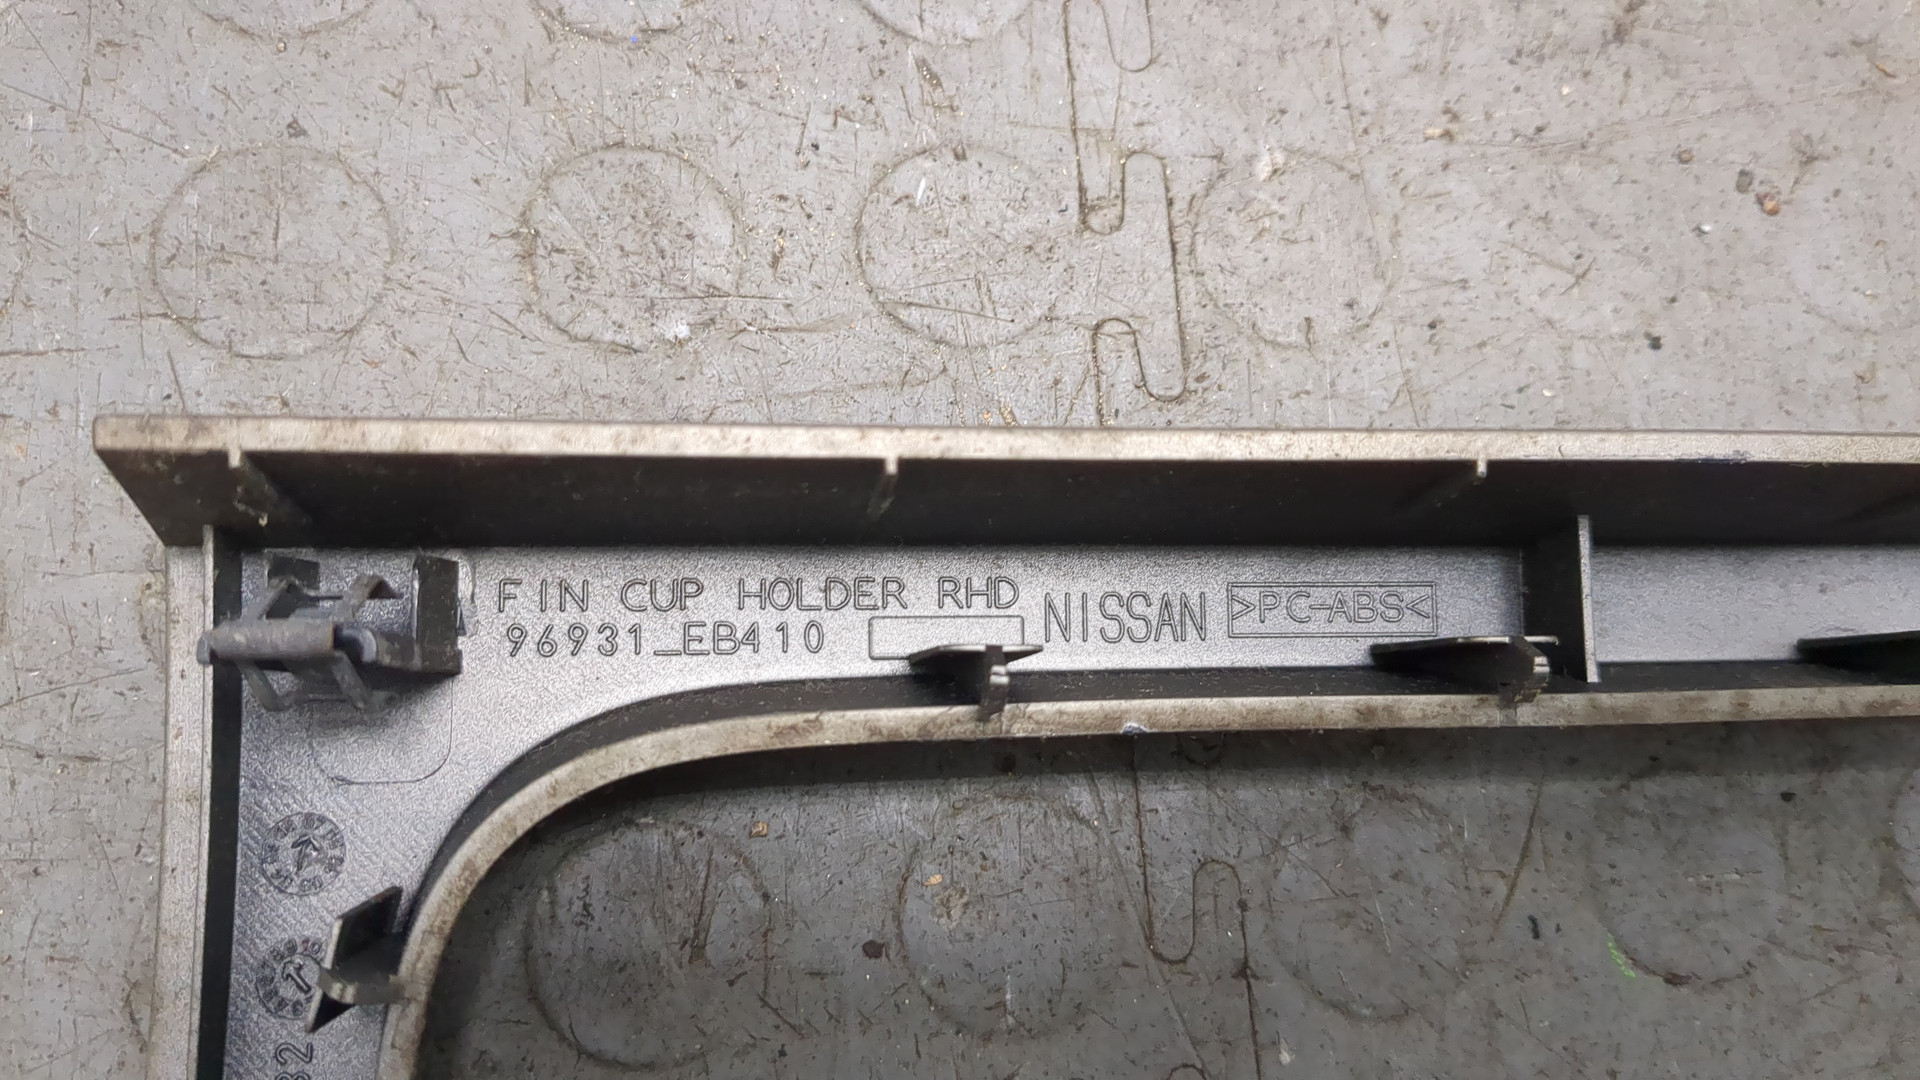 FIN CUP HOLDER RHD
96931_EB410
NISSAN
>PC-ABS<